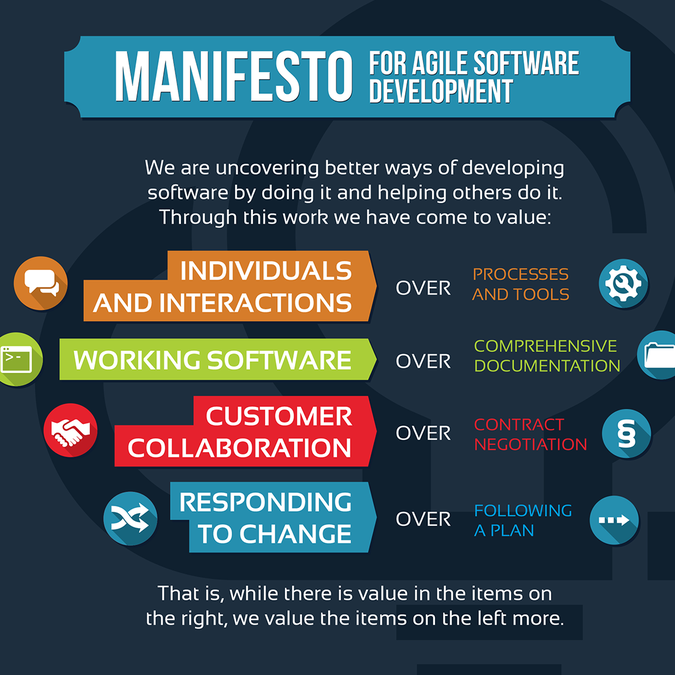 MANIFESTO FOR AGILE SOFTWARE
DEVELOPMENT
We are uncovering better ways of developing
software by doing it and helping others do it.
Through this work we have come to value:
INDIVIDUALS
AND INTERACTIONS
OVER
PROCESSES
AND TOOLS
WORKING SOFTWARE
OVER
COMPREHENSIVE
DOCUMENTATION
CUSTOMER
COLLABORATION
OVER
CONTRACT
NEGOTIATION
§
RESPONDING
TO CHANGE
OVER
FOLLOWING
A PLAN
That is, while there is value in the items on
the right, we value the items on the left more.